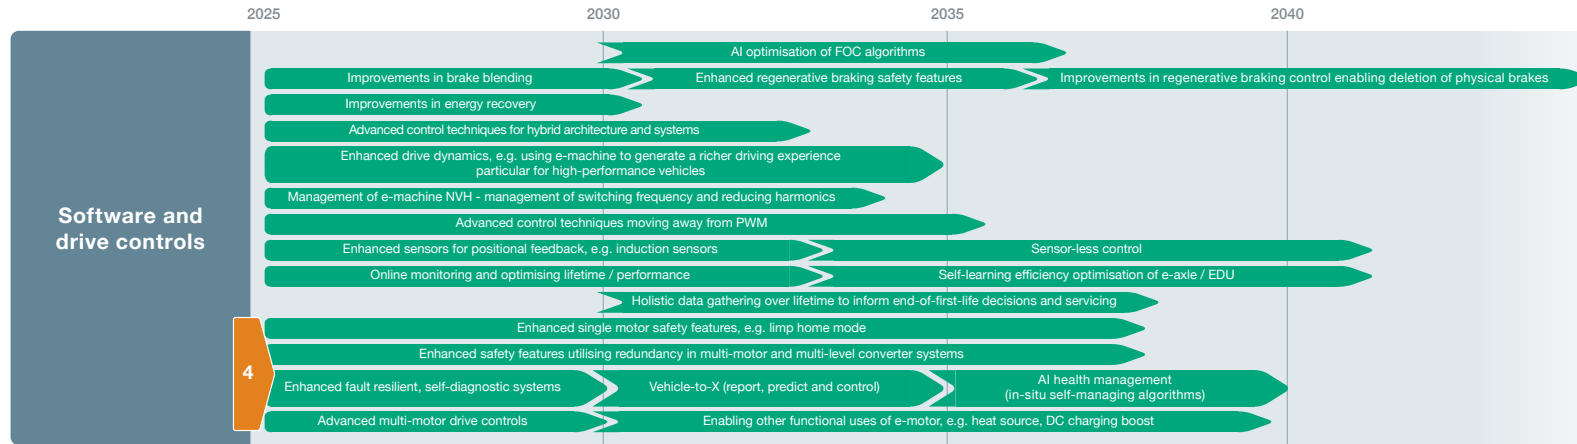 2025 2030 2035 2040
AI optimisation of FOC algorithms
Improvements in brake blending
Enhanced regenerative braking safety features
Improvements in regenerative braking control enabling deletion of physical brakes
Improvements in energy recovery
Advanced control techniques for hybrid architecture and systems
Enhanced drive dynamics, e.g. using e-machine to generate a richer driving experience
particular for high-performance vehicles
Management of e-machine NVH - management of switching frequency and reducing harmonics
Software and
drive controls
Advanced control techniques moving away from PWM
Enhanced sensors for positional feedback, e.g. induction sensors
Sensor-less control
Online monitoring and optimising lifetime / performance
Self-learning efficiency optimisation of e-axle / EDU
Holistic data gathering over lifetime to inform end-of-first-life decisions and servicing
Enhanced single motor safety features, e.g. limp home mode
Enhanced safety features utilising redundancy in multi-motor and multi-level converter systems
4
Enhanced fault resilient, self-diagnostic systems
Vehicle-to-X (report, predict and control)
AI health management
(in-situ self-managing algorithms)
Advanced multi-motor drive controls
Enabling other functional uses of e-motor, e.g. heat source, DC charging boost